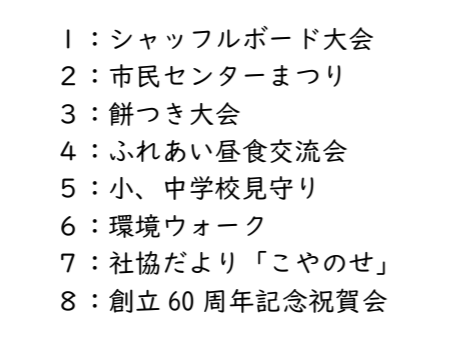 1：シャッフルボード大会
2：市民センターまつり
3：餅つき大会
4：ふれあい昼食交流会
5：小、中学校見守り
6：環境ウォーク
7：社協だより「こやのせ」
8：創立60周年記念祝賀会